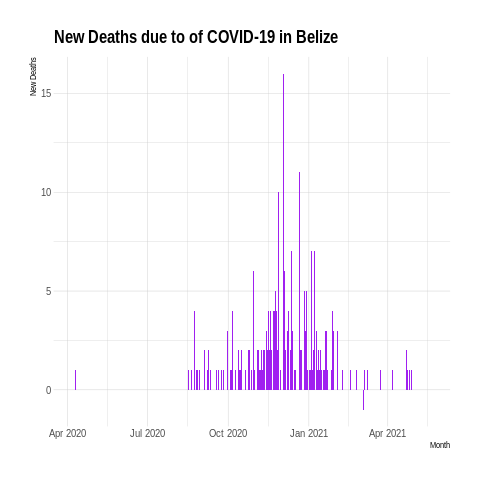 New Deaths due to of COVID-19 in Belize
New Deaths
15
10
5
0
Apr 2020 Jul 2020 Oct 2020 Jan 2021 Apr 2021
Month